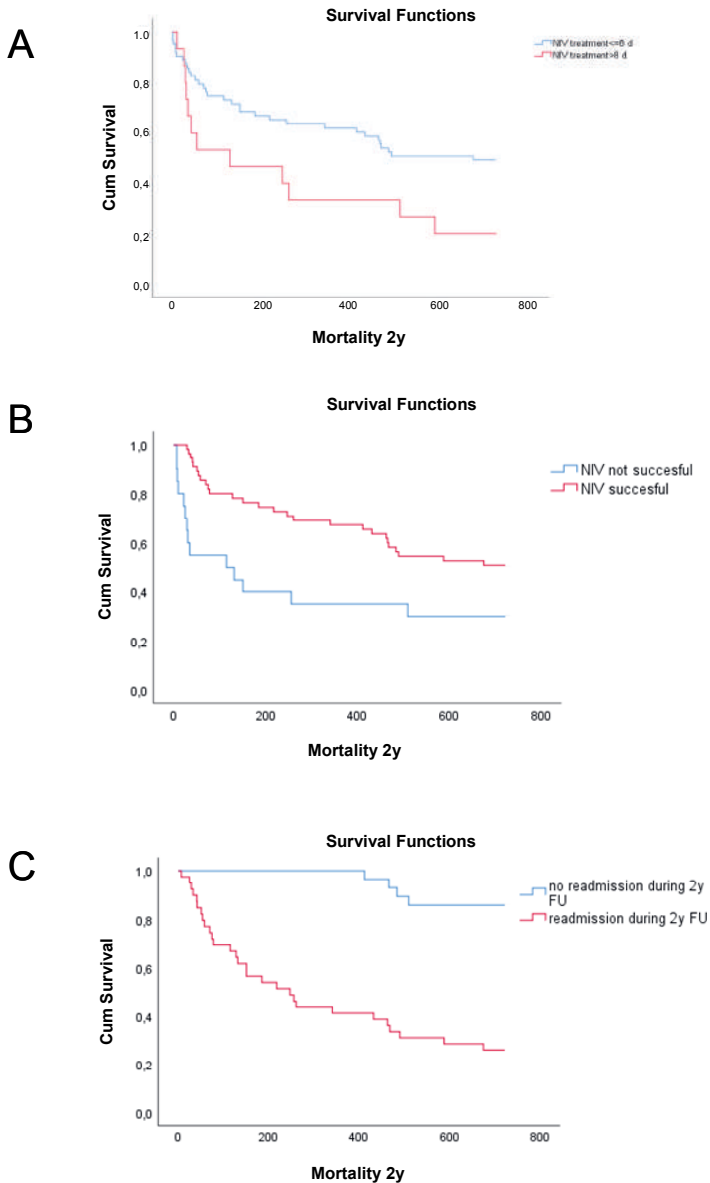 A
Survival Functions
NIV treatment<=6 d
NIV treatment>6 d
Cum Survival
1,0
0,8
0,6
0,4
0,2
0,0
0
200
400
600
800
Mortality 2y
B
Survival Functions
NIV not succesful
NIV succesful
Cum Survival
1,0
0,8
0,6
0,4
0,2
0,0
0
200
400
600
800
Mortality 2y
C
Survival Functions
no readmission during 2y
FU
readmission during 2y FU
Cum Survival
1,0
0,8
0,6
0,4
0,2
0,0
0
200
400
600
800
Mortality 2y